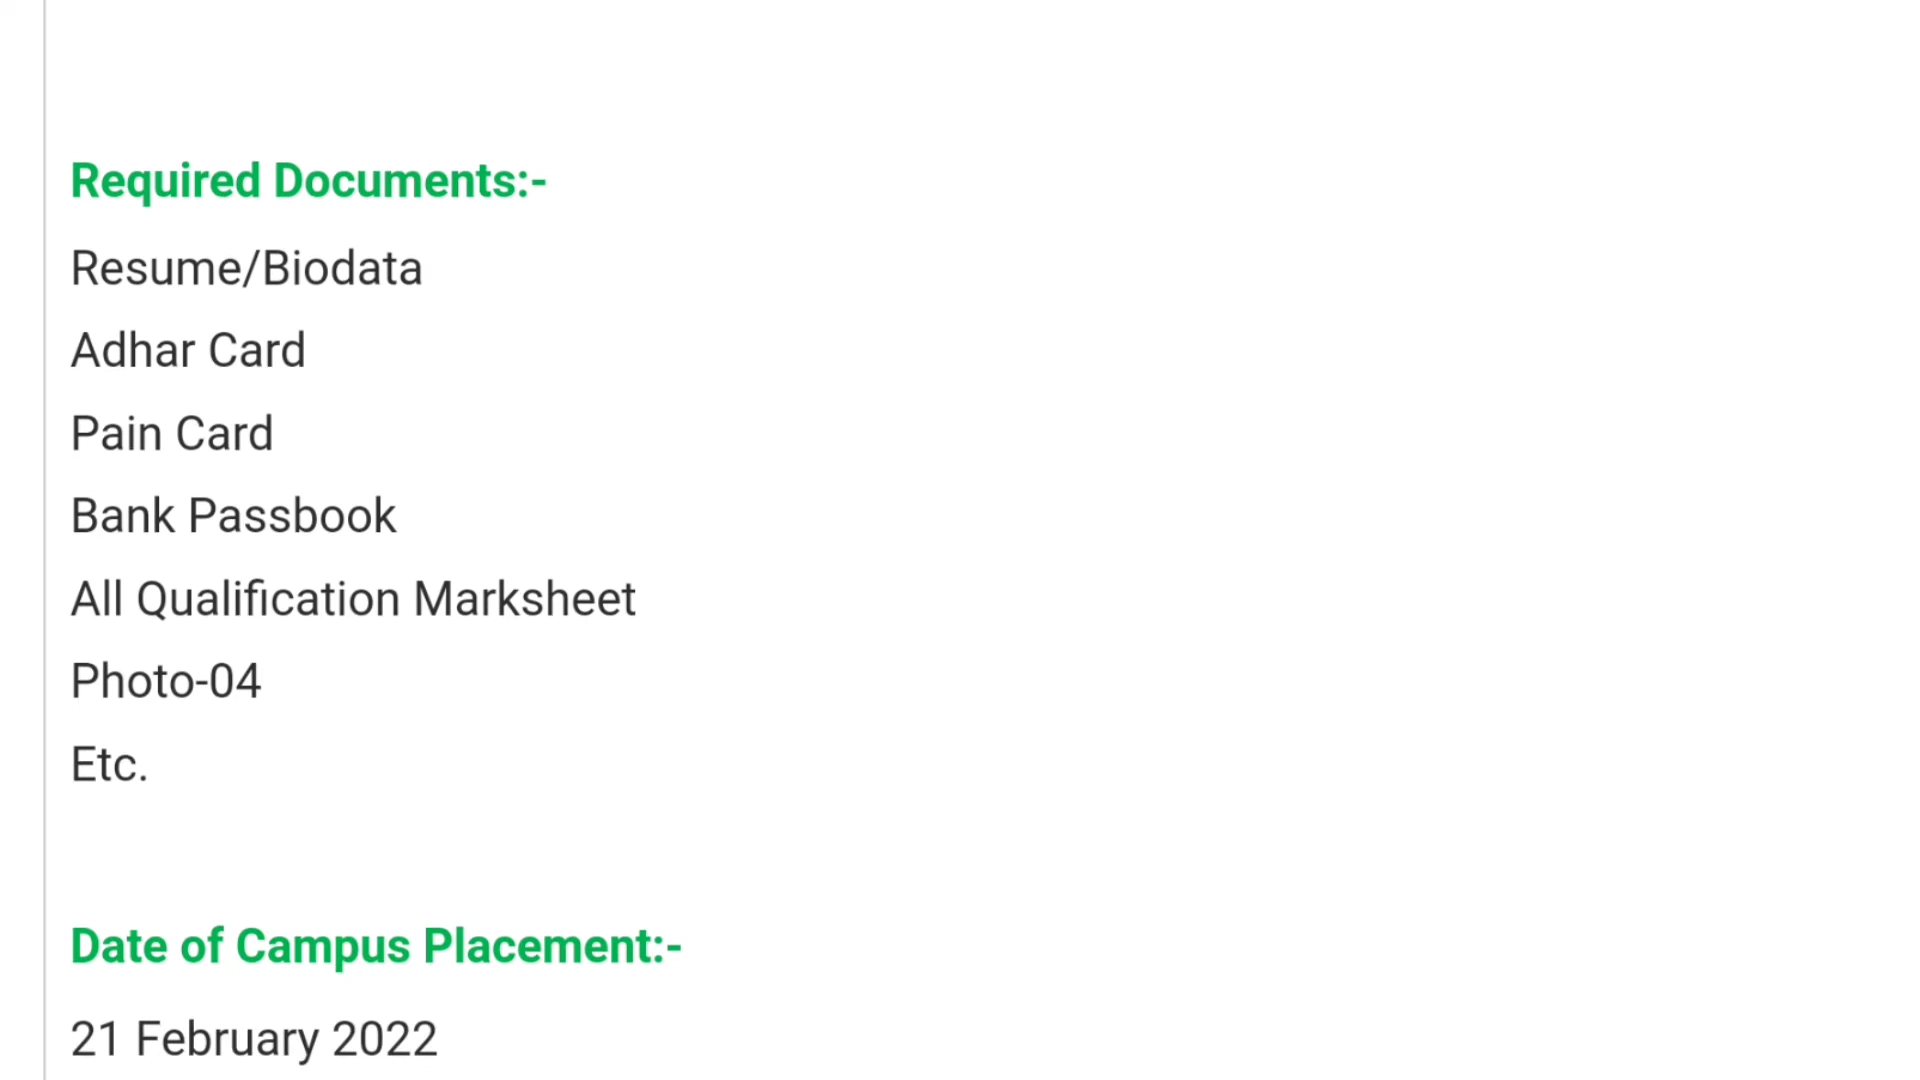 Required Documents:-
Resume/Biodata
Adhar Card
Pain Card
Bank Passbook
All Qualification Marksheet
Photo-04
Etc.
Date of Campus Placement:-
21 February 2022